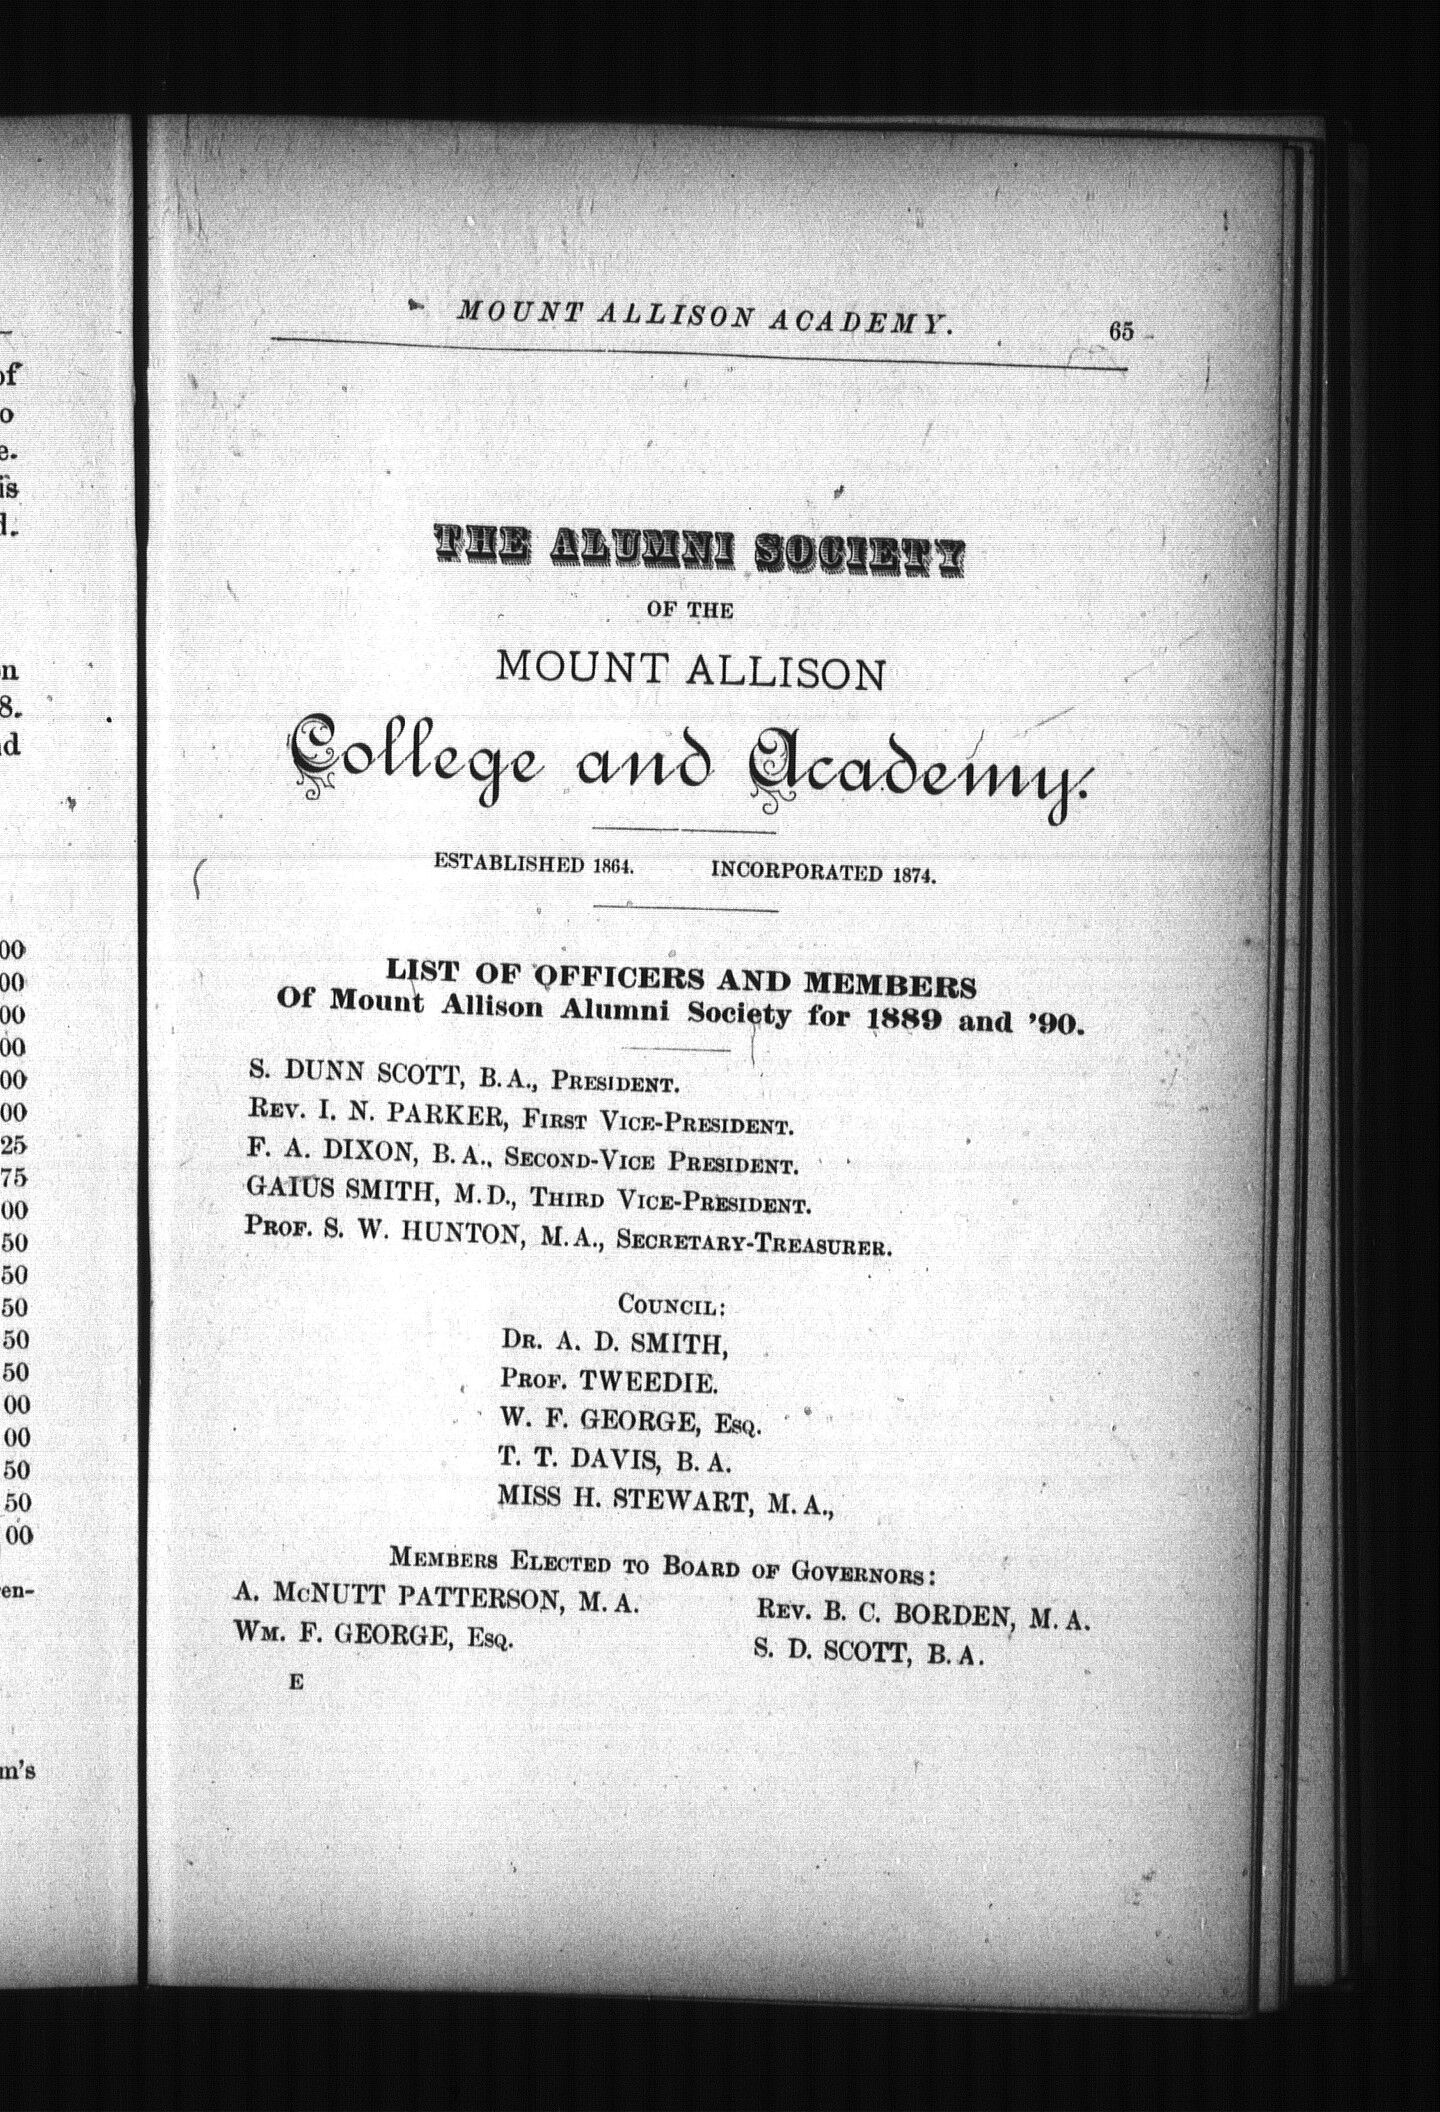 MOUNT ALLISON ACADEMY. 65
THE ALUMNI SOCIETY
OF THE
MOUNT ALLISON
College and Academy.
ESTABLISHED 1864. INCORPORATED 1874.
LIST OF OFFICERS AND MEMBERS
Of Mount Allison Alumni Society for 1889 and '90.
S. DUNN SCOTT, B.A., PRESIDENT.
REV. I. N. PARKER, FIRST VICE-PRESIDENT.
F. A. DIXON, B.A., SECOND-VICE PRESIDENT.
GAIUS SMITH, M.D., THIRD VICE-PRESIDENT.
PROF. S. W. HUNTON, M.A., SECRETARY-TREASURER.
COUNCIL:
DR. A. D. SMITH,
PROF. TWEEDIE.
W. F. GEORGE, ESQ.
T. T. DAVIS, B.A.
MISS H. STEWART, M.A.,
MEMBERS ELECTED TO BOARD OF GOVERNORS:
A. McNUTT PATTERSON, M.A. REV. B. C. BORDEN, M.A.
WM. F. GEORGE, ESQ. S. D. SCOTT, B.A.
E